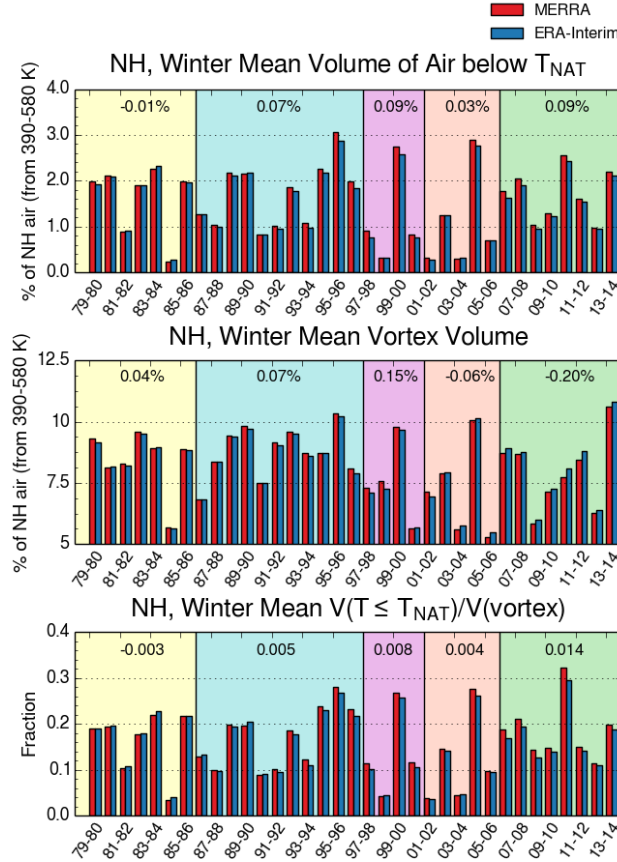 MERRA
ERA-Interim
NH, Winter Mean Volume of Air below T_NAT
% of NH air (from 390-580 K)
4.0
3.0
2.0
1.0
0.0
-0.01% 0.07% 0.09% 0.03% 0.09%
79-80 81-82 83-84 85-86 87-88 89-90 91-92 93-94 95-96 97-98 99-00 01-02 03-04 05-06 07-08 09-10 11-12 13-14
NH, Winter Mean Vortex Volume
% of NH air (from 390-580 K)
12.5
10
7.5
5
0.04% 0.07% 0.15% -0.06% -0.20%
79-80 81-82 83-84 85-86 87-88 89-90 91-92 93-94 95-96 97-98 99-00 01-02 03-04 05-06 07-08 09-10 11-12 13-14
NH, Winter Mean V(T ≤ T_NAT)/V(vortex)
Fraction
0.4
0.3
0.2
0.1
0.0
-0.003 0.005 0.008 0.004 0.014
79-80 81-82 83-84 85-86 87-88 89-90 91-92 93-94 95-96 97-98 99-00 01-02 03-04 05-06 07-08 09-10 11-12 13-14